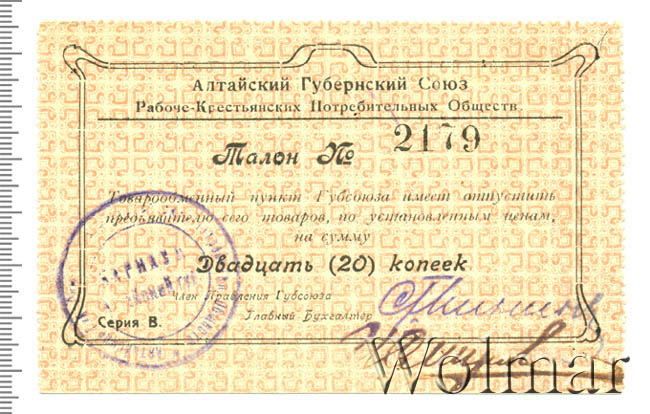 Алтайский Губернский Союз
Рабоче-Крестьянских Потребительных Обществ.
Талон № 2179
Товарообменный пункт Губсоюза имеет отпустить
предъявителю сего товаров, по установленным ценам,
на сумму
Двадцать (20) копеек
Член Правления Губсоюза
Главный Бухгалтер
Серия В.
БАРНАУЛ
Wolmar